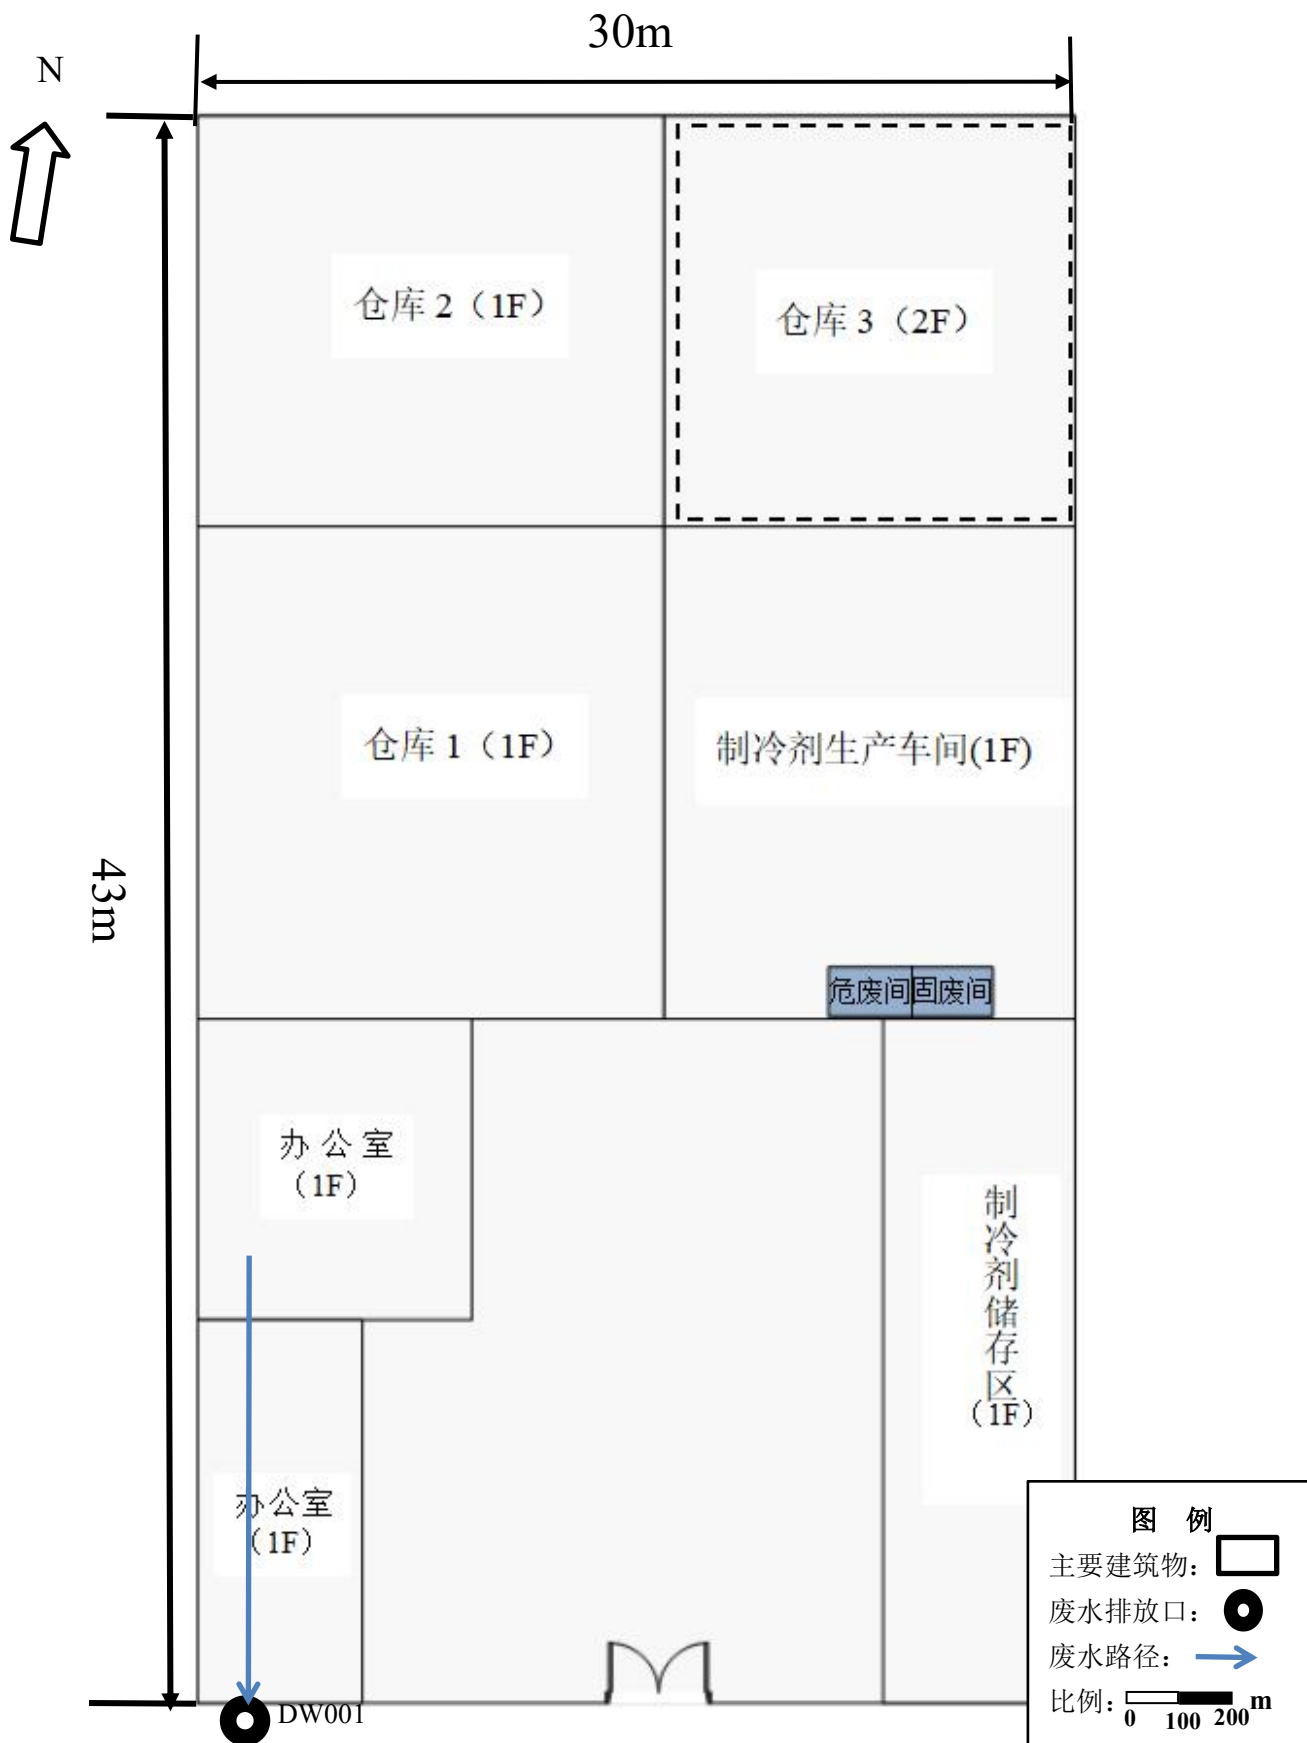 30m
N
仓库 2（1F）
仓库 3（2F）
仓库 1（1F）
制冷剂生产车间(1F)
43m
危废间
固废间
办 公 室
（1F）
制冷剂储存区
（1F）
办公室
（1F）
DW001
图 例
主要建筑物：
废水排放口：
废水路径：
比例：
0 100 200 m